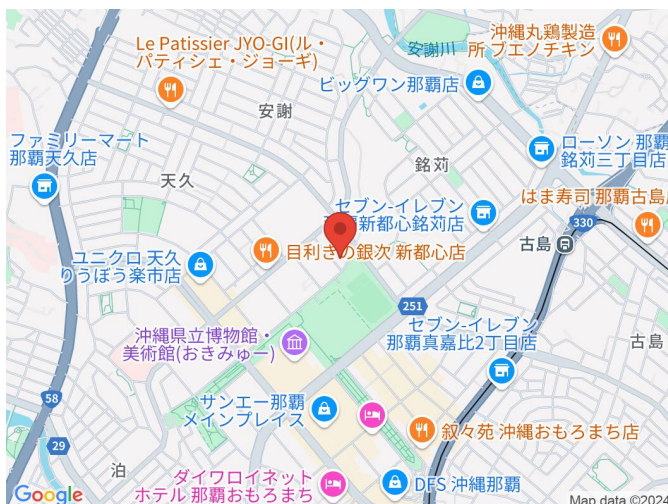 沖縄丸鶏製造
所 ブエノチキン
Le Patissier JYO-GI(ル・
パティシェ・ジョーギ)
安謝川
ビッグワン那覇店
安謝
ファミリーマート
那覇天久店
ローソン 那覇
銘苅三丁目店
銘苅
天久
セブン-イレブン
新都心銘苅店
はま寿司 那覇古島店
330
古島
目利きの銀次 新都心店
ユニクロ 天久
りうぼう楽市店
251
セブン-イレブン
那覇真嘉比2丁目店
沖縄県立博物館・
美術館(おきみゅー)
古島
58
サンエー那覇
メインプレイス
叙々苑 沖縄おもろまち店
29
泊
ダイワロイネット
ホテル 那覇おもろまち
DFS 沖縄那覇
Google
Map data ©2024